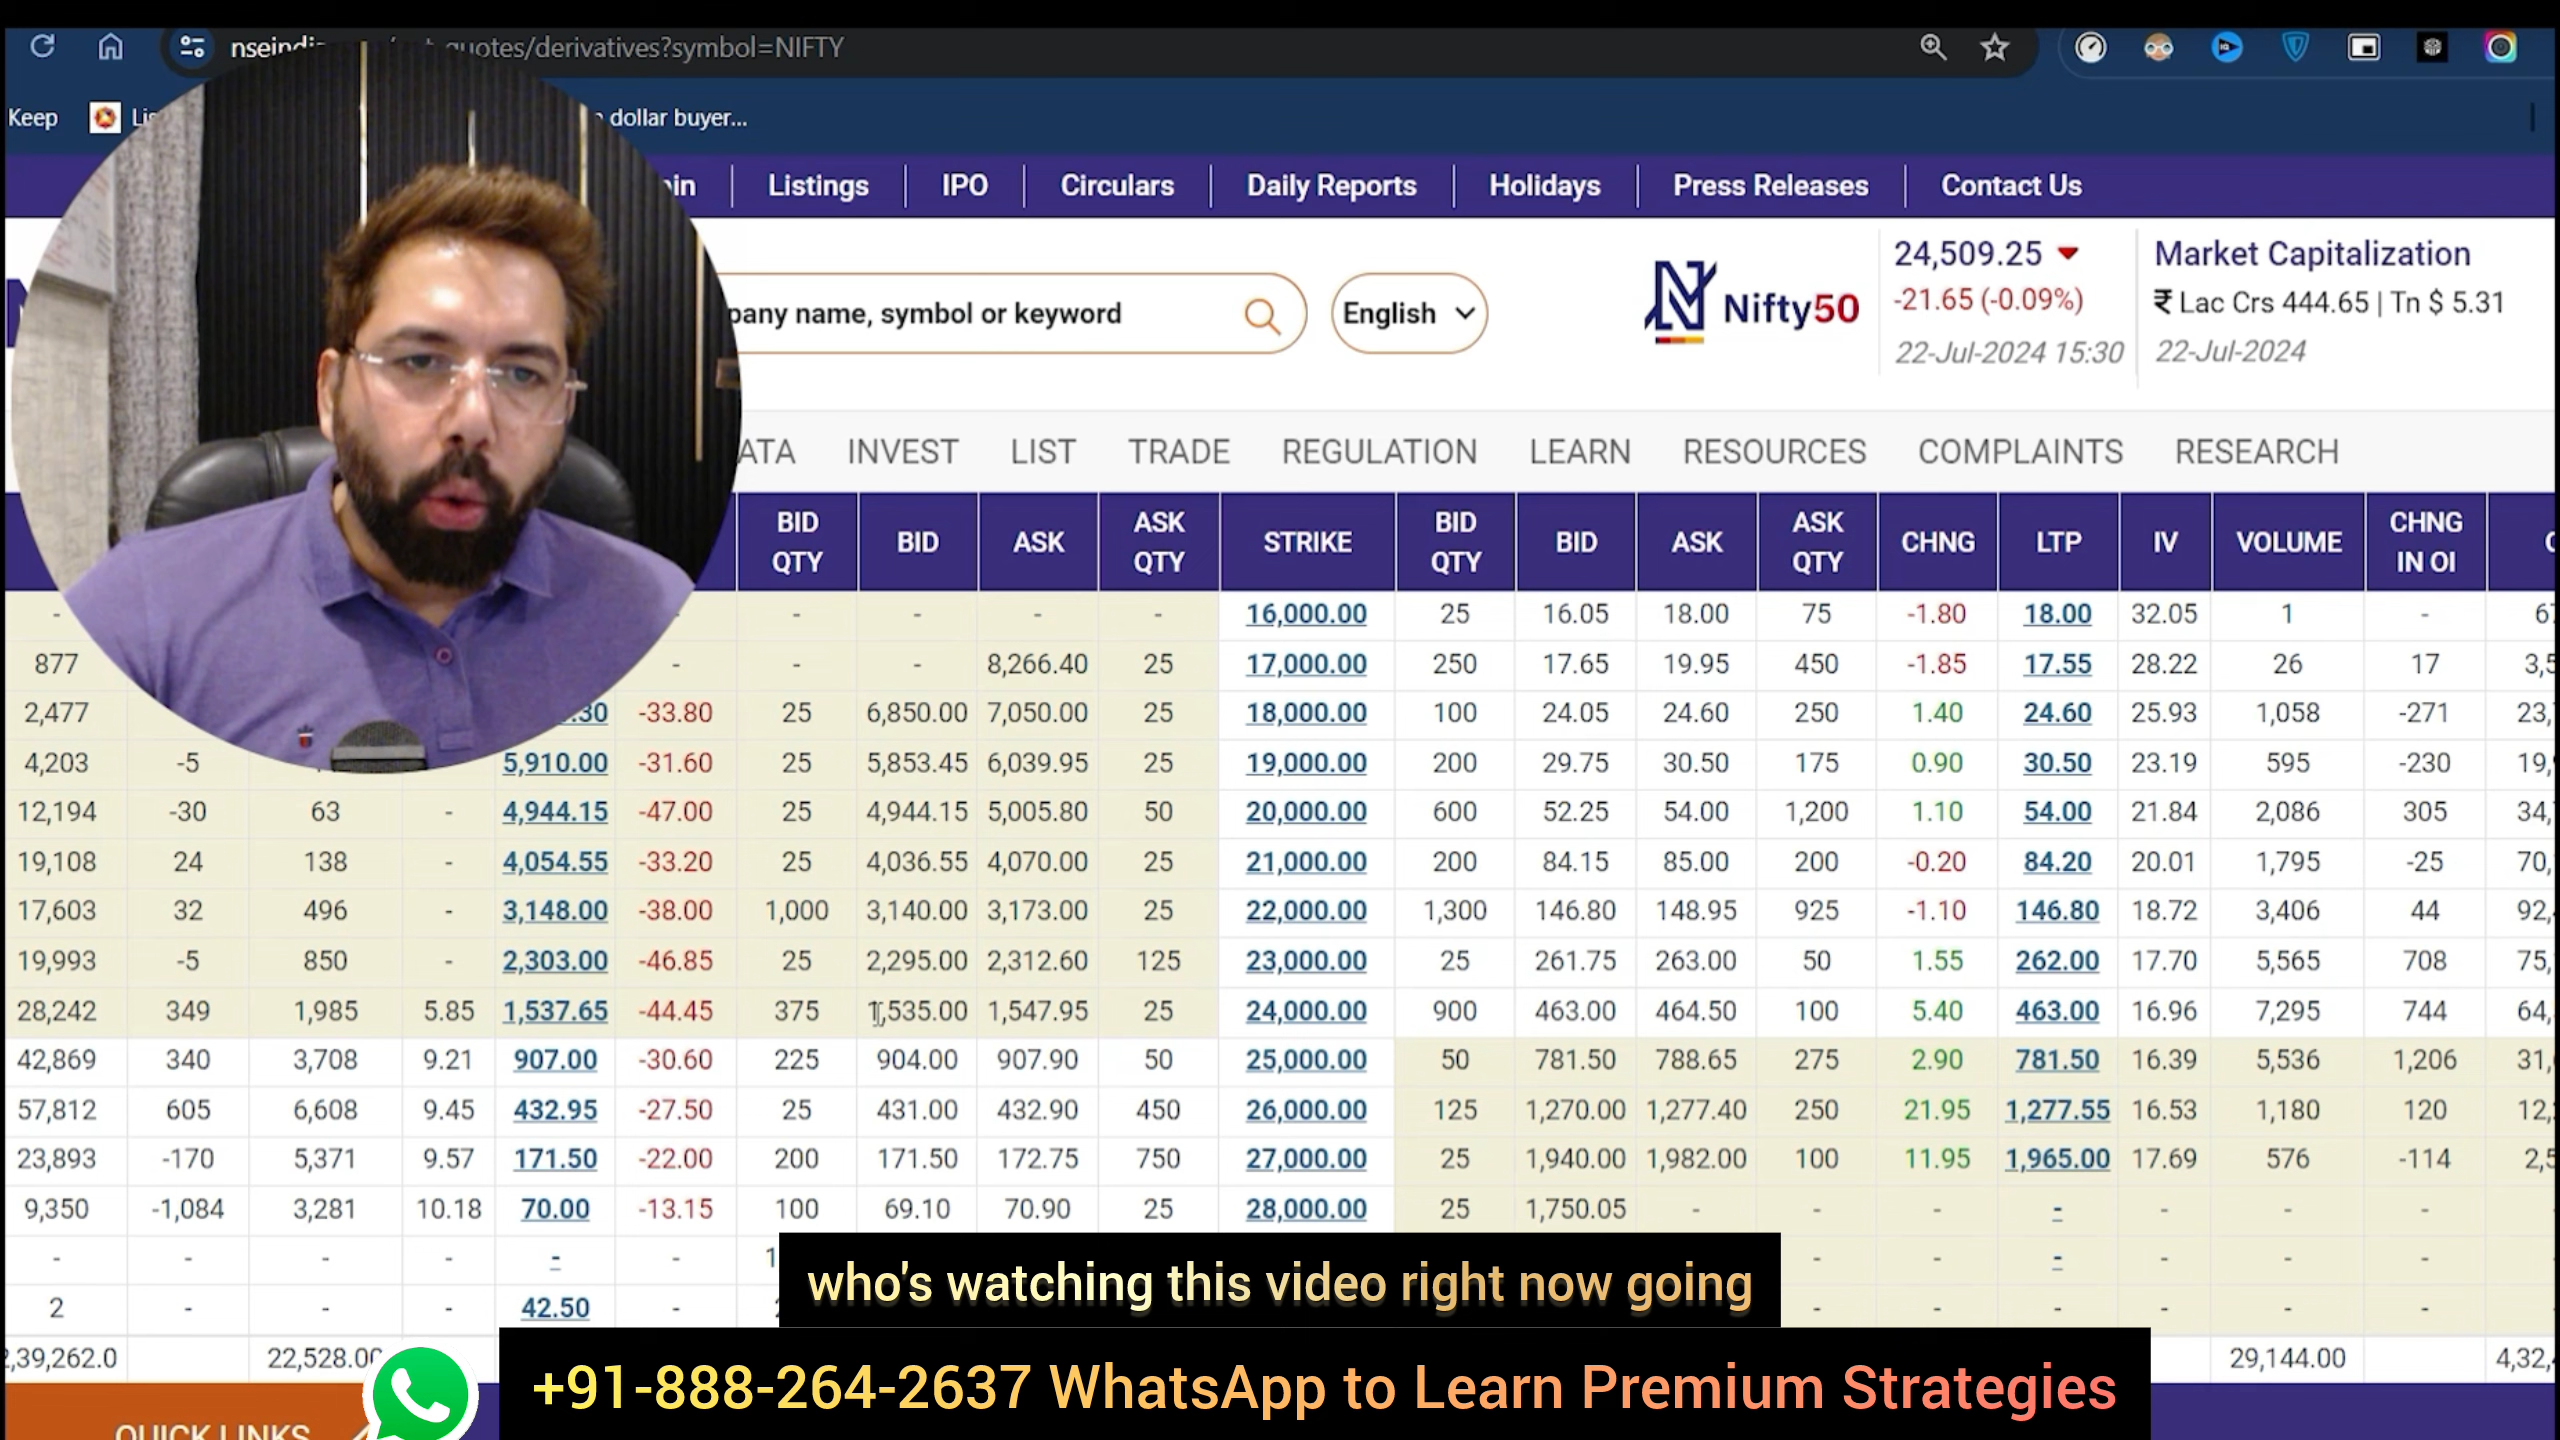 quotes/derivatives?symbol=NIFTY
Keep
dollar buyer...
Listings IPO Circulars Daily Reports Holidays Press Releases Contact Us
name, symbol or keyword English Nifty50
24,509.25
-21.65 (-0.09%)
22-Jul-2024 15:30
Market Capitalization
₹ Lac Crs 444.65 | Tn $ 5.31
22-Jul-2024
INVEST LIST TRADE REGULATION LEARN RESOURCES COMPLAINTS RESEARCH
BID QTY BID ASK ASK QTY STRIKE BID QTY BID ASK ASK QTY CHNG LTP IV VOLUME CHNG IN OI
- - - - - 16,000.00 25 16.05 18.00 75 -1.80 18.00 32.05 1 -
877 - - - 8,266.40 25 17,000.00 250 17.65 19.95 450 -1.85 17.55 28.22 26 17
2,477 -33.80 25 6,850.00 7,050.00 25 18,000.00 100 24.05 24.60 250 1.40 24.60 25.93 1,058 -271
4,203 -5 5,910.00 -31.60 25 5,853.45 6,039.95 25 19,000.00 200 29.75 30.50 175 0.90 30.50 23.19 595 -230
12,194 -30 63 - 4,944.15 -47.00 25 4,944.15 5,005.80 50 20,000.00 600 52.25 54.00 1,200 1.10 54.00 21.84 2,086 305
19,108 24 138 - 4,054.55 -33.20 25 4,036.55 4,070.00 25 21,000.00 200 84.15 85.00 200 -0.20 84.20 20.01 1,795 -25
17,603 32 496 - 3,148.00 -38.00 1,000 3,140.00 3,173.00 25 22,000.00 1,300 146.80 148.95 925 -1.10 146.80 18.72 3,406 44
19,993 -5 850 - 2,303.00 -46.85 25 2,295.00 2,312.60 125 23,000.00 25 261.75 263.00 50 1.55 262.00 17.70 5,565 708
28,242 349 1,985 5.85 1,537.65 -44.45 375 1,535.00 1,547.95 25 24,000.00 900 463.00 464.50 100 5.40 463.00 16.96 7,295 744
42,869 340 3,708 9.21 907.00 -30.60 225 904.00 907.90 50 25,000.00 50 781.50 788.65 275 2.90 781.50 16.39 5,536 1,206
57,812 605 6,608 9.45 432.95 -27.50 25 431.00 432.90 450 26,000.00 125 1,270.00 1,277.40 250 21.95 1,277.55 16.53 1,180 120
23,893 -170 5,371 9.57 171.50 -22.00 200 171.50 172.75 750 27,000.00 25 1,940.00 1,982.00 100 11.95 1,965.00 17.69 576 -114
9,350 -1,084 3,281 10.18 70.00 -13.15 100 69.10 70.90 25 28,000.00 25 1,750.05 - - - - - - -
- - - - - - - - - - -
2 - - - 42.50 - - - - - - -
22,528.00 29,144.00
who's watching this video right now going
+91-888-264-2637 WhatsApp to Learn Premium Strategies
QUICK LINKS